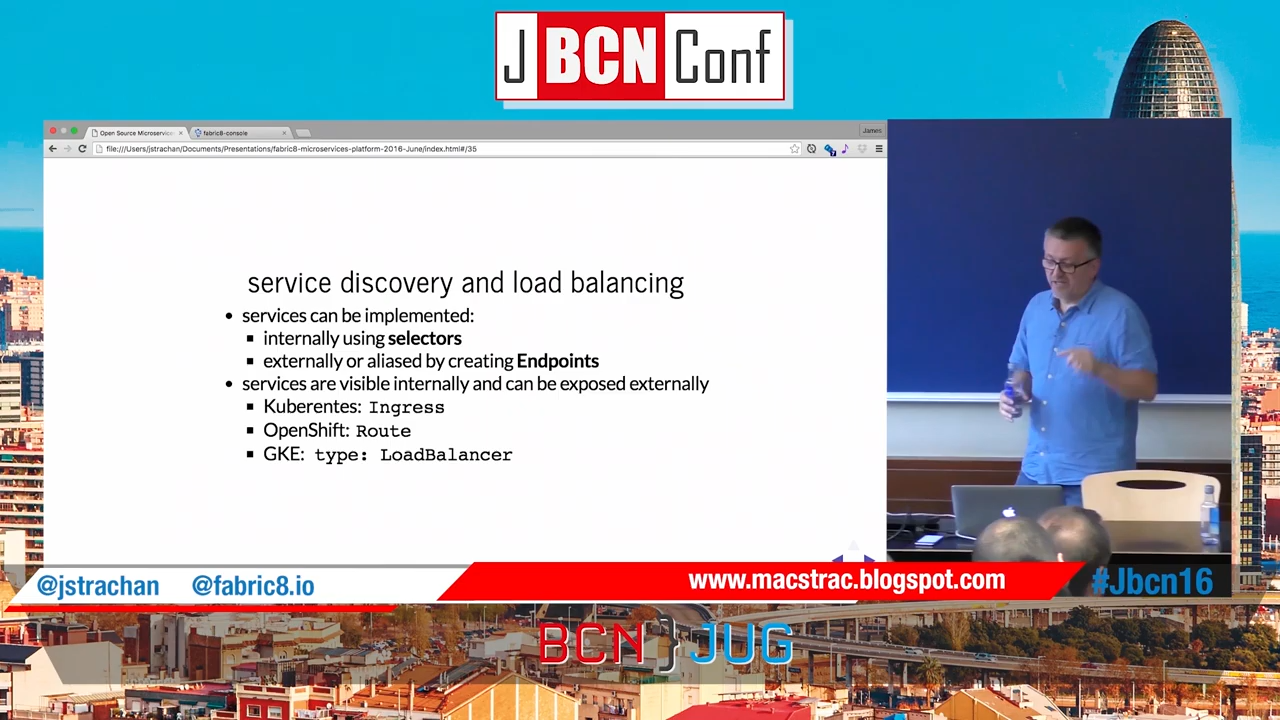 J BCN Conf
Open Source Microservice
fabric8-console
James
file:///Users/jstrachan/Documents/Presentations/fabric8-microservices-platform-2016-June/index.html#/35
service discovery and load balancing
• services can be implemented:
▪ internally using selectors
▪ externally or aliased by creating Endpoints
• services are visible internally and can be exposed externally
▪ Kuberentes: Ingress
▪ OpenShift: Route
▪ GKE: type: LoadBalancer
@jstrachan @fabric8.io
www.macstrac.blogspot.com
#Jbcn16
BCN JUG